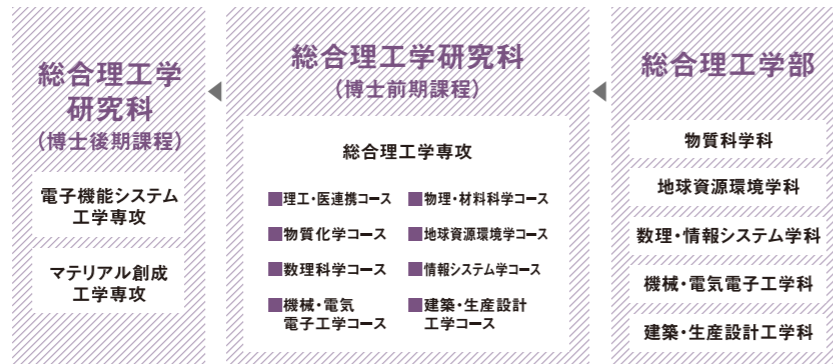 総合理工学
研究科
(博士後期課程)
電子機能システム
工学専攻
マテリアル創成
工学専攻
総合理工学研究科
(博士前期課程)
総合理工学専攻
■理工・医連携コース
■物理・材料科学コース
■物質化学コース
■地球資源環境学コース
■数理科学コース
■情報システム学コース
■機械・電気
電子工学コース
■建築・生産設計
工学コース
総合理工学部
物質科学科
地球資源環境学科
数理・情報システム学科
機械・電気電子工学科
建築・生産設計工学科